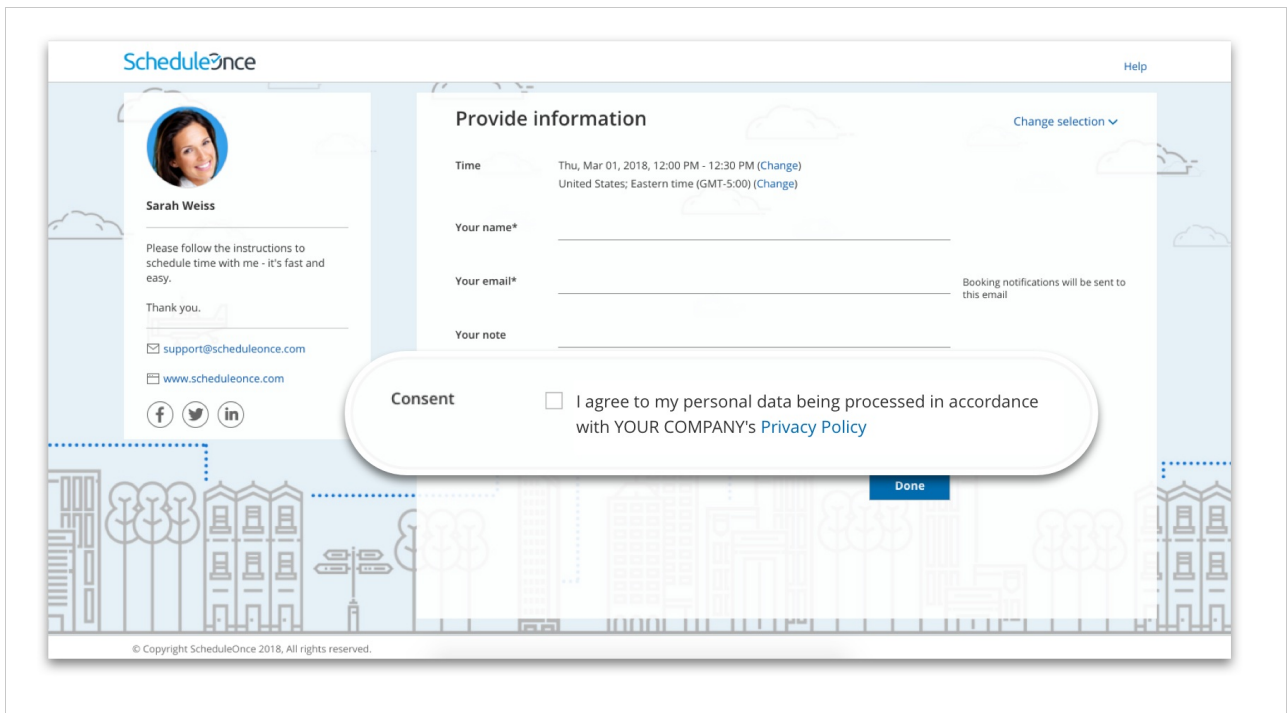 ScheduleOnce
Help
Sarah Weiss
Please follow the instructions to
schedule time with me - it's fast and
easy.
Thank you.
support@scheduleonce.com
www.scheduleonce.com
Provide information
Change selection
Time
Thu, Mar 01, 2018, 12:00 PM - 12:30 PM (Change)
United States; Eastern time (GMT-5:00) (Change)
Your name*
Your email*
Booking notifications will be sent to
this email
Your note
Consent
I agree to my personal data being processed in accordance
with YOUR COMPANY's Privacy Policy
Done
© Copyright ScheduleOnce 2018, All rights reserved.